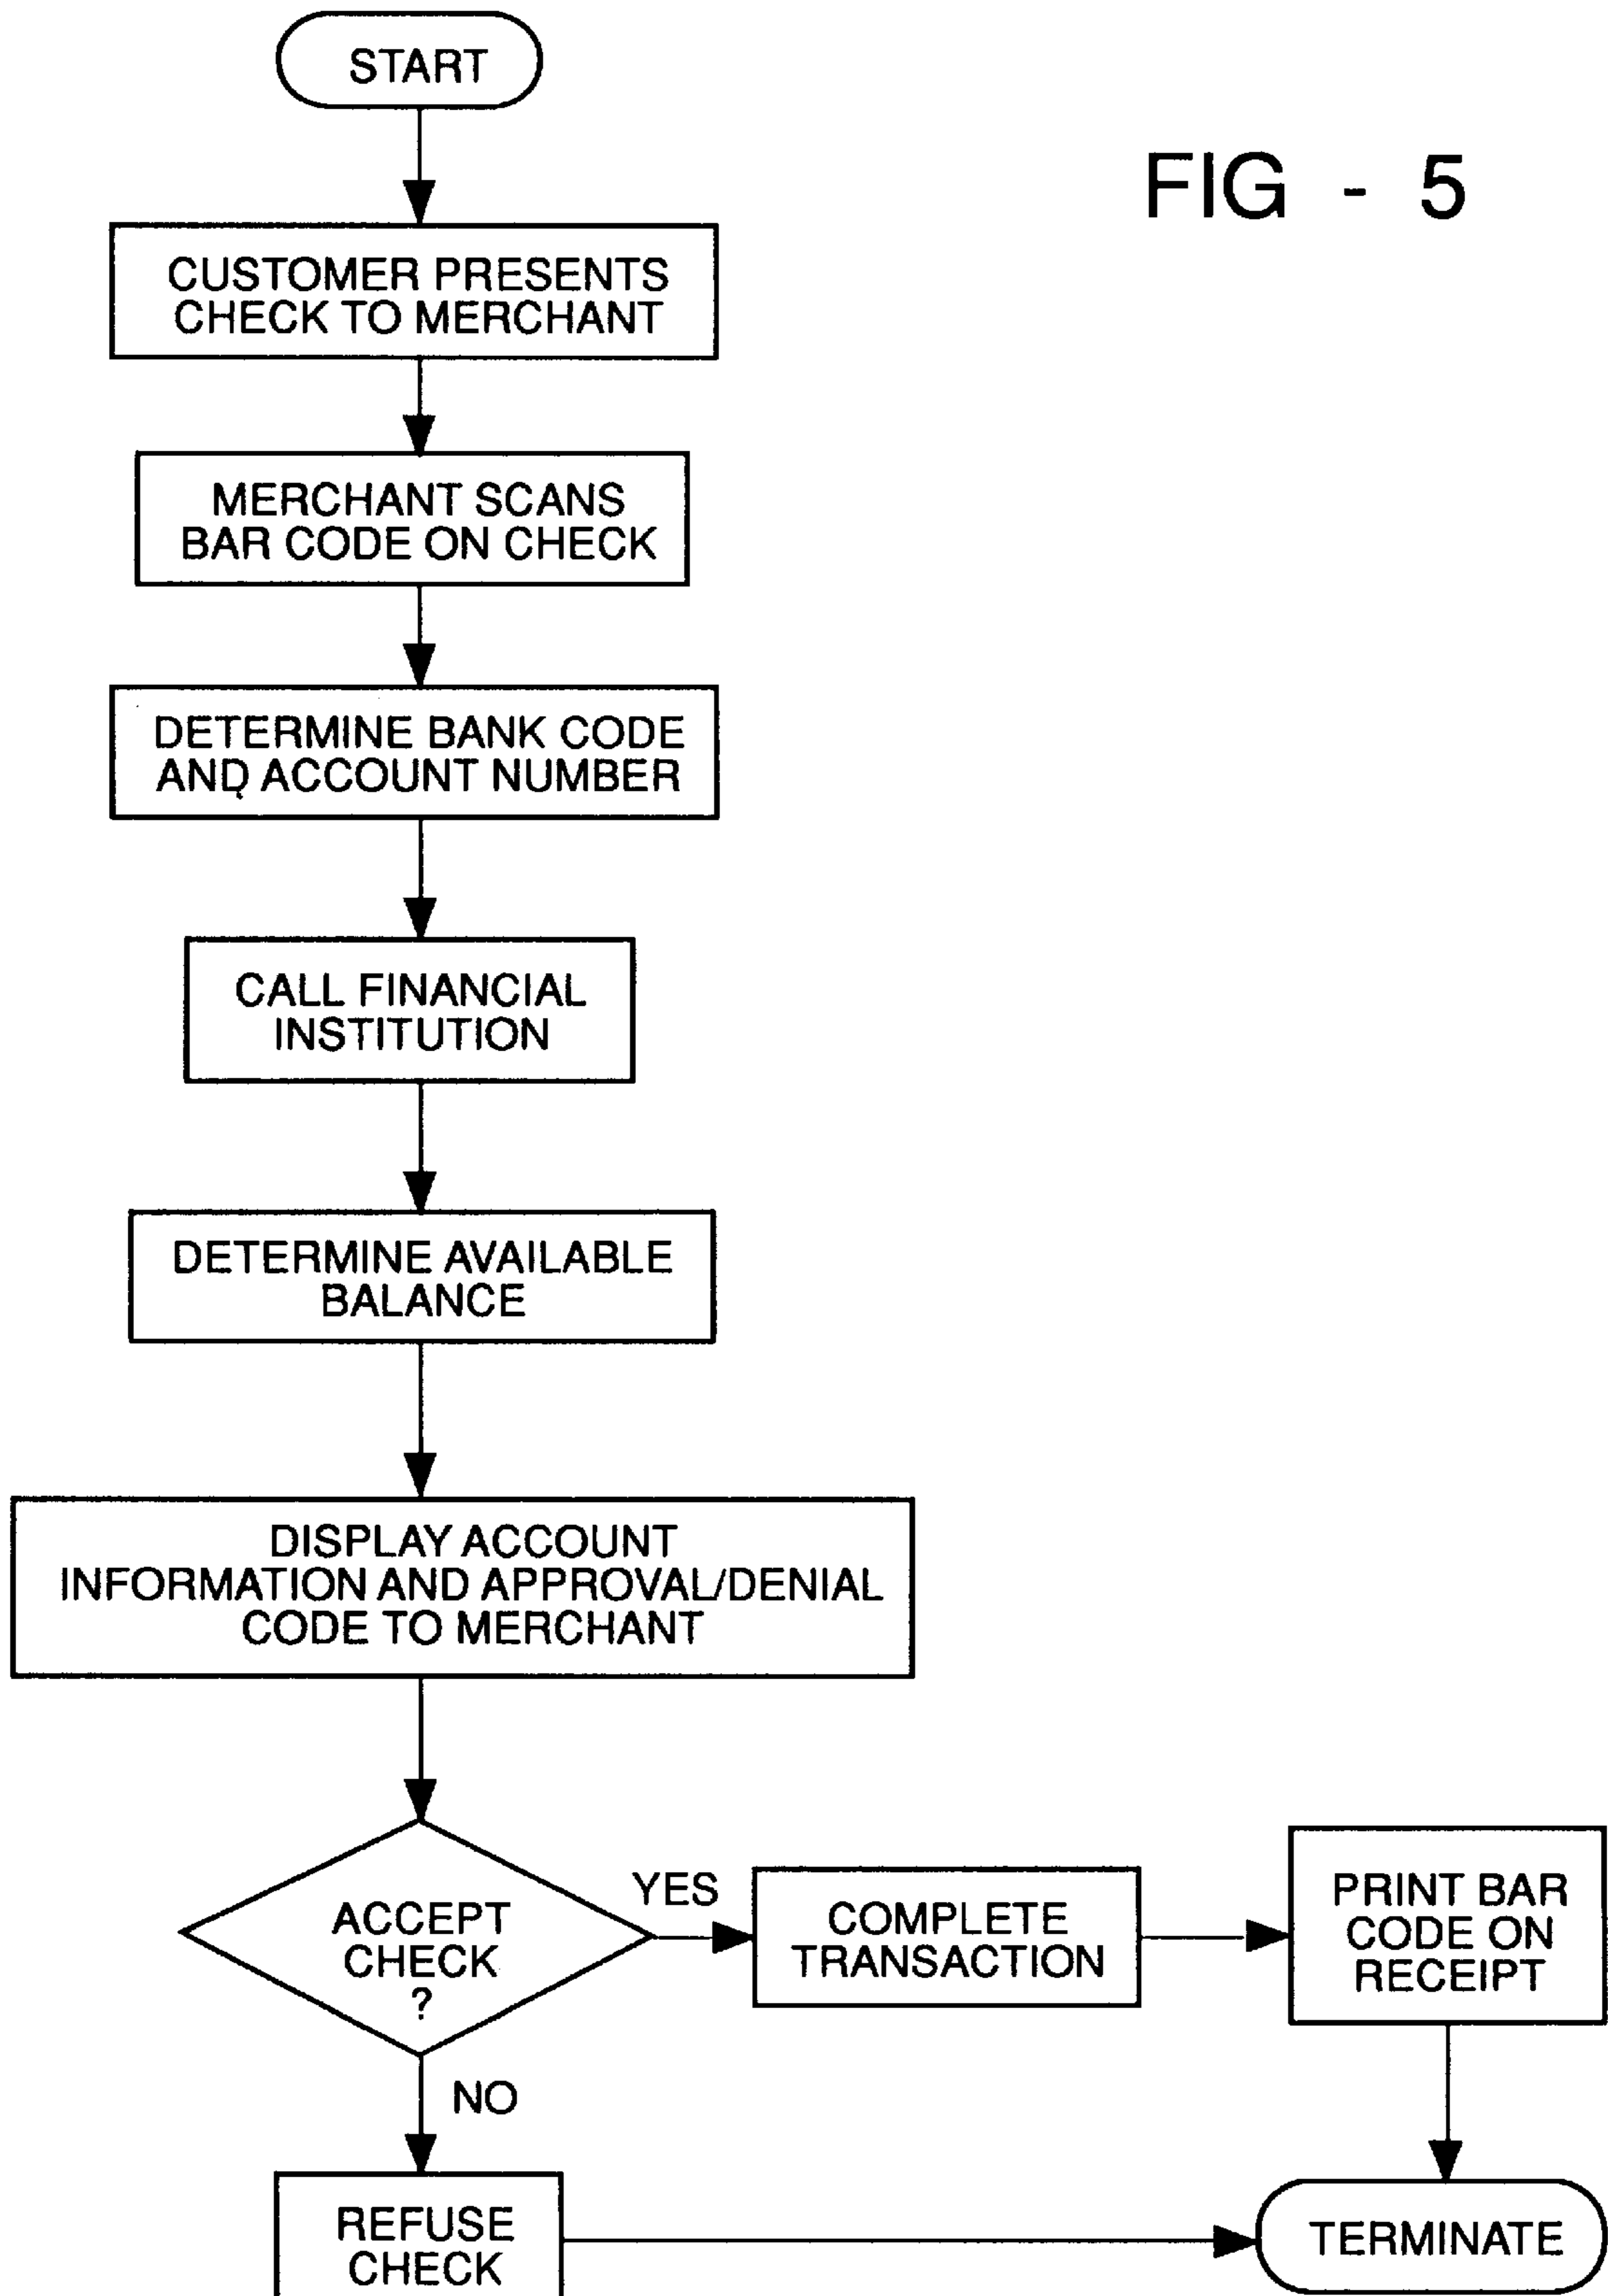 START
FIG - 5
CUSTOMER PRESENTS
CHECK TO MERCHANT
MERCHANT SCANS
BAR CODE ON CHECK
DETERMINE BANK CODE
AND ACCOUNT NUMBER
CALL FINANCIAL
INSTITUTION
DETERMINE AVAILABLE
BALANCE
DISPLAY ACCOUNT
INFORMATION AND APPROVAL/DENIAL
CODE TO MERCHANT
ACCEPT
CHECK
?
YES
COMPLETE
TRANSACTION
PRINT BAR
CODE ON
RECEIPT
NO
REFUSE
CHECK
TERMINATE